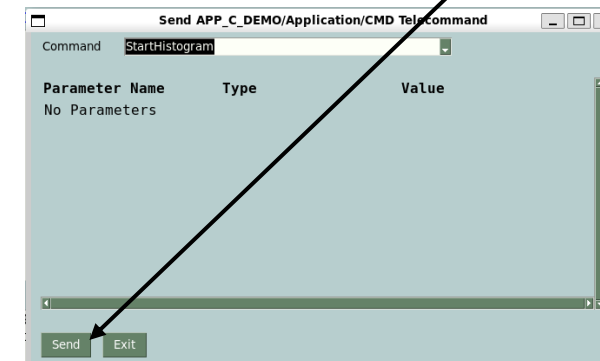 Send APP_C_DEMO/Application/CMD Telecommand
Command StartHistogram
Parameter Name Type Value
No Parameters
Send Exit